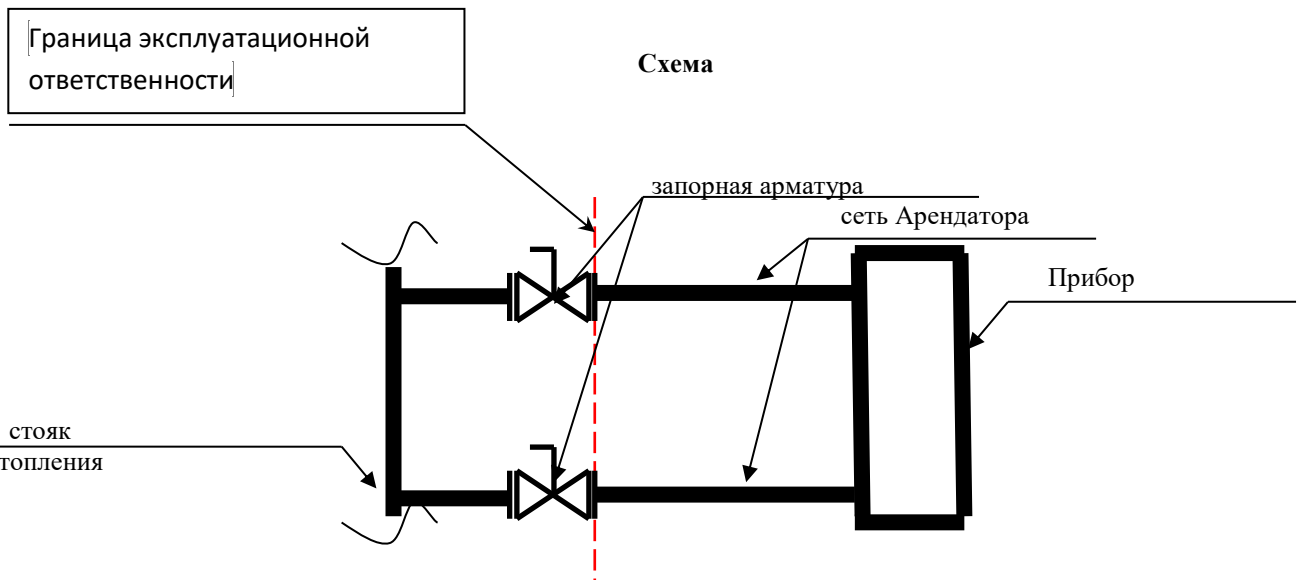 Граница эксплуатационной
ответственности
Схема
запорная арматура
сеть Арендатора
Прибор
стояк
топления